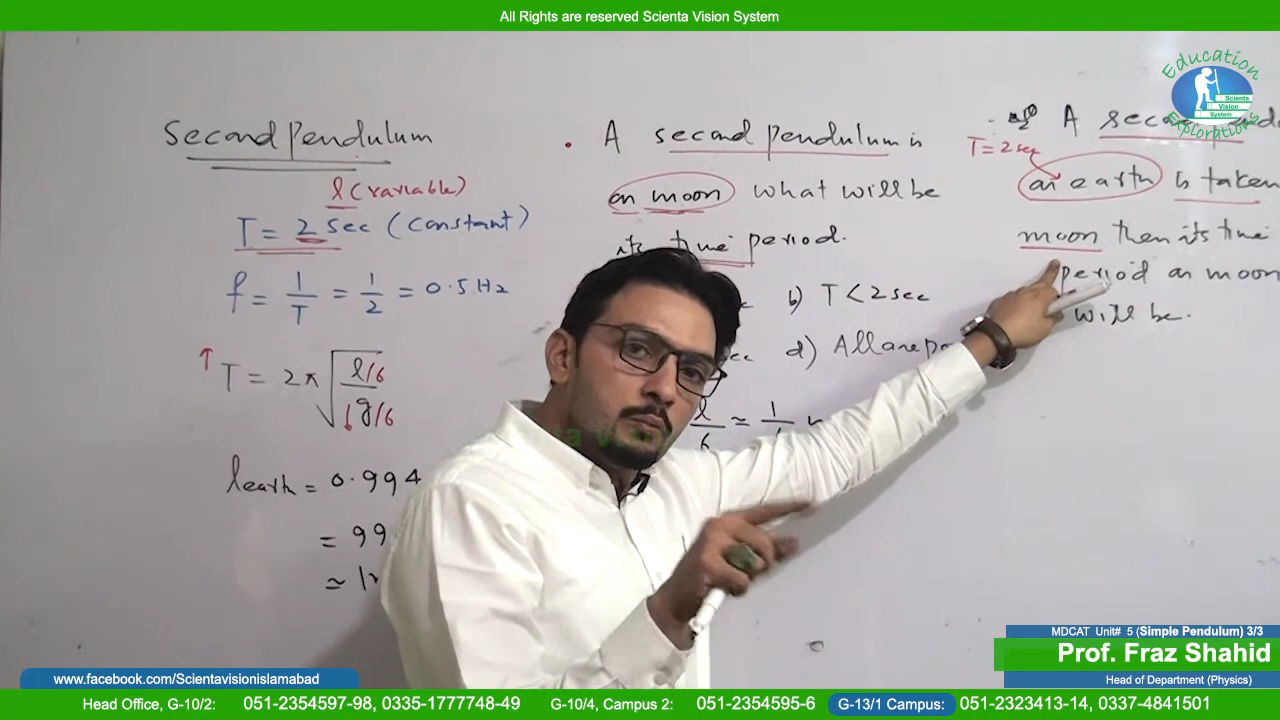 All Rights are reserved Scienta Vision System
Education
Scienta
Vision
System
Explorations
Second Pendulum
l (variable)
T = 2 sec (constant)
f = 1/T = 1/2 = 0.5 Hz
↑ T = 2π √(l/6 / ↓g/6)
l earth = 0.994
= 99
≃ 1
. A second pendulum is
on moon what will be
its time period.
b) T < 2 sec
d) All are po
l/6 ≃ 1/
A secon
T = 2 sec
on earth is taken
moon then its time
period on moon
will be.
MDCAT Unit# 5 (Simple Pendulum) 3/3
Prof. Fraz Shahid
Head of Department (Physics)
www.facebook.com/Scientavisionislamabad
Head Office, G-10/2: 051-2354597-98, 0335-1777748-49 G-10/4, Campus 2: 051-2354595-6 G-13/1 Campus: 051-2323413-14, 0337-4841501